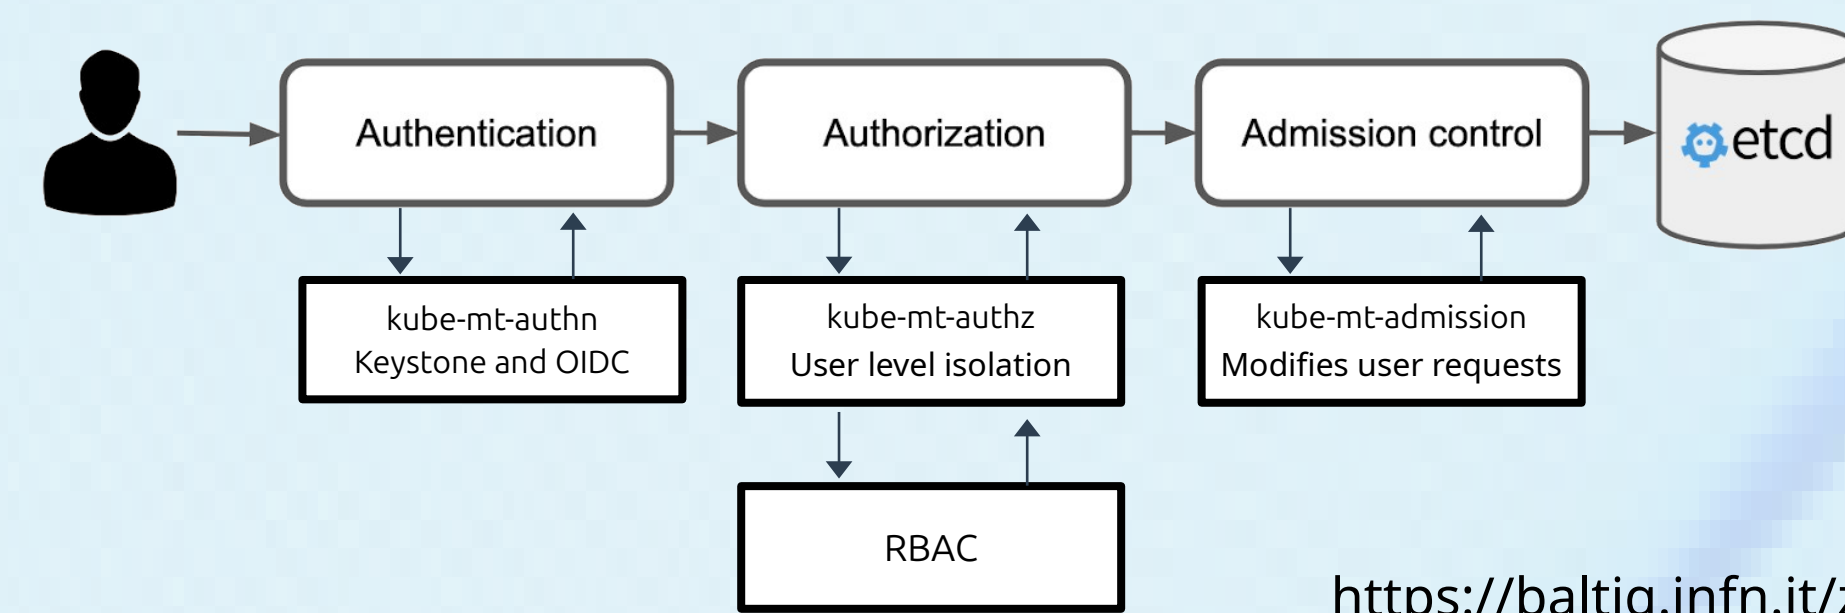 Authentication
Authorization
Admission control
etcd
kube-mt-authn
Keystone and OIDC
kube-mt-authz
User level isolation
kube-mt-admission
Modifies user requests
RBAC
https://baltig.infn.it/